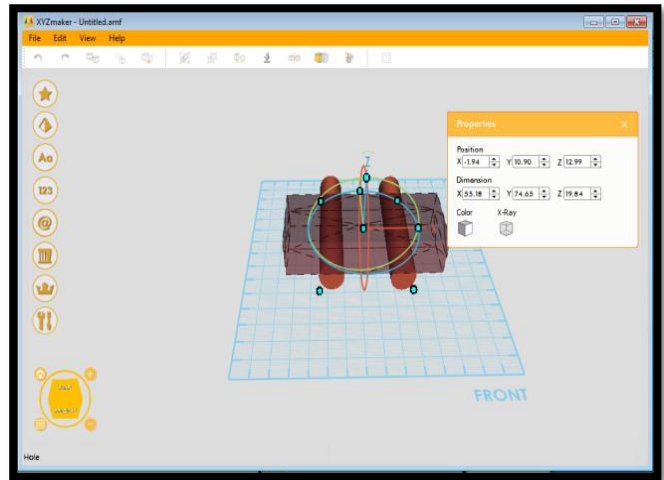 XYZmaker - Untitled.amf
File Edit View Help
Aa
123
@
Properties
Position
X -1.94 Y 10.90 Z 12.99
Dimension
X 55.18 Y 74.65 Z 19.84
Color X-Ray
Z
FRONT
Hole